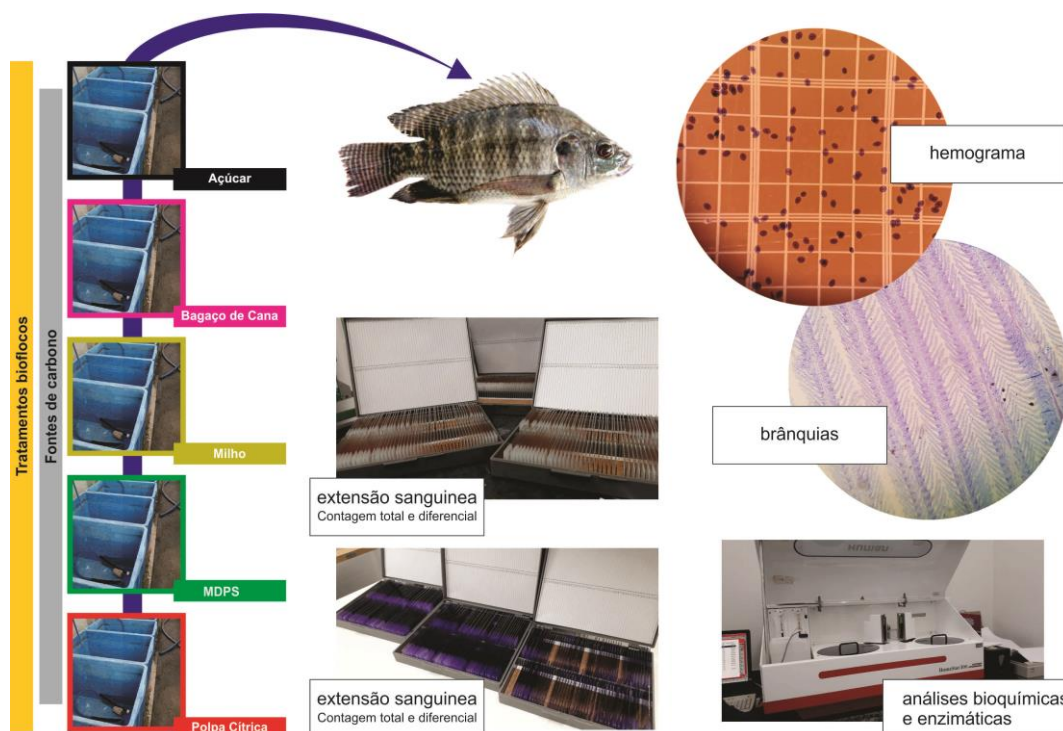 Tratamentos bioflocos
Fontes de carbono
Açúcar
Bagaço de Cana
Milho
MDPS
Polpa Cítrica
hemograma
brânquias
extensão sanguinea
Contagem total e diferencial
extensão sanguinea
Contagem total e diferencial
análises bioquímicas
e enzimáticas